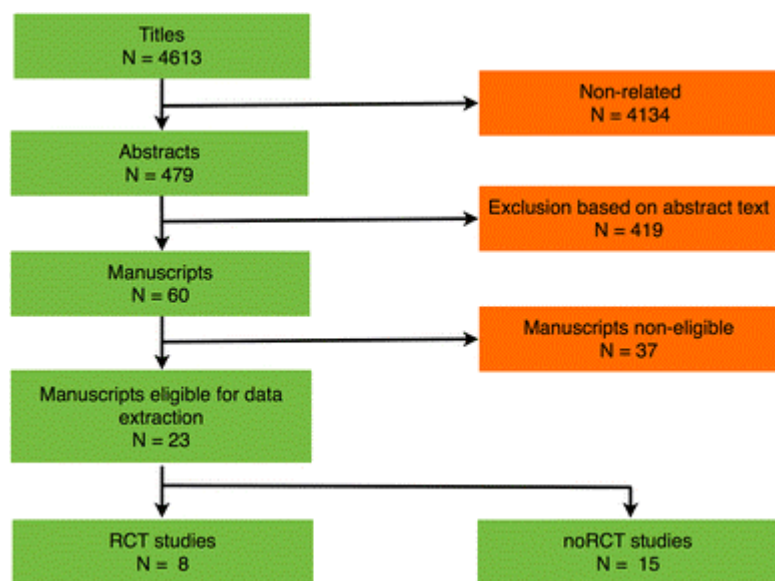 Titles
N = 4613
Non-related
N = 4134
Abstracts
N = 479
Exclusion based on abstract text
N = 419
Manuscripts
N = 60
Manuscripts non-eligible
N = 37
Manuscripts eligible for data
extraction
N = 23
RCT studies
N = 8
noRCT studies
N = 15